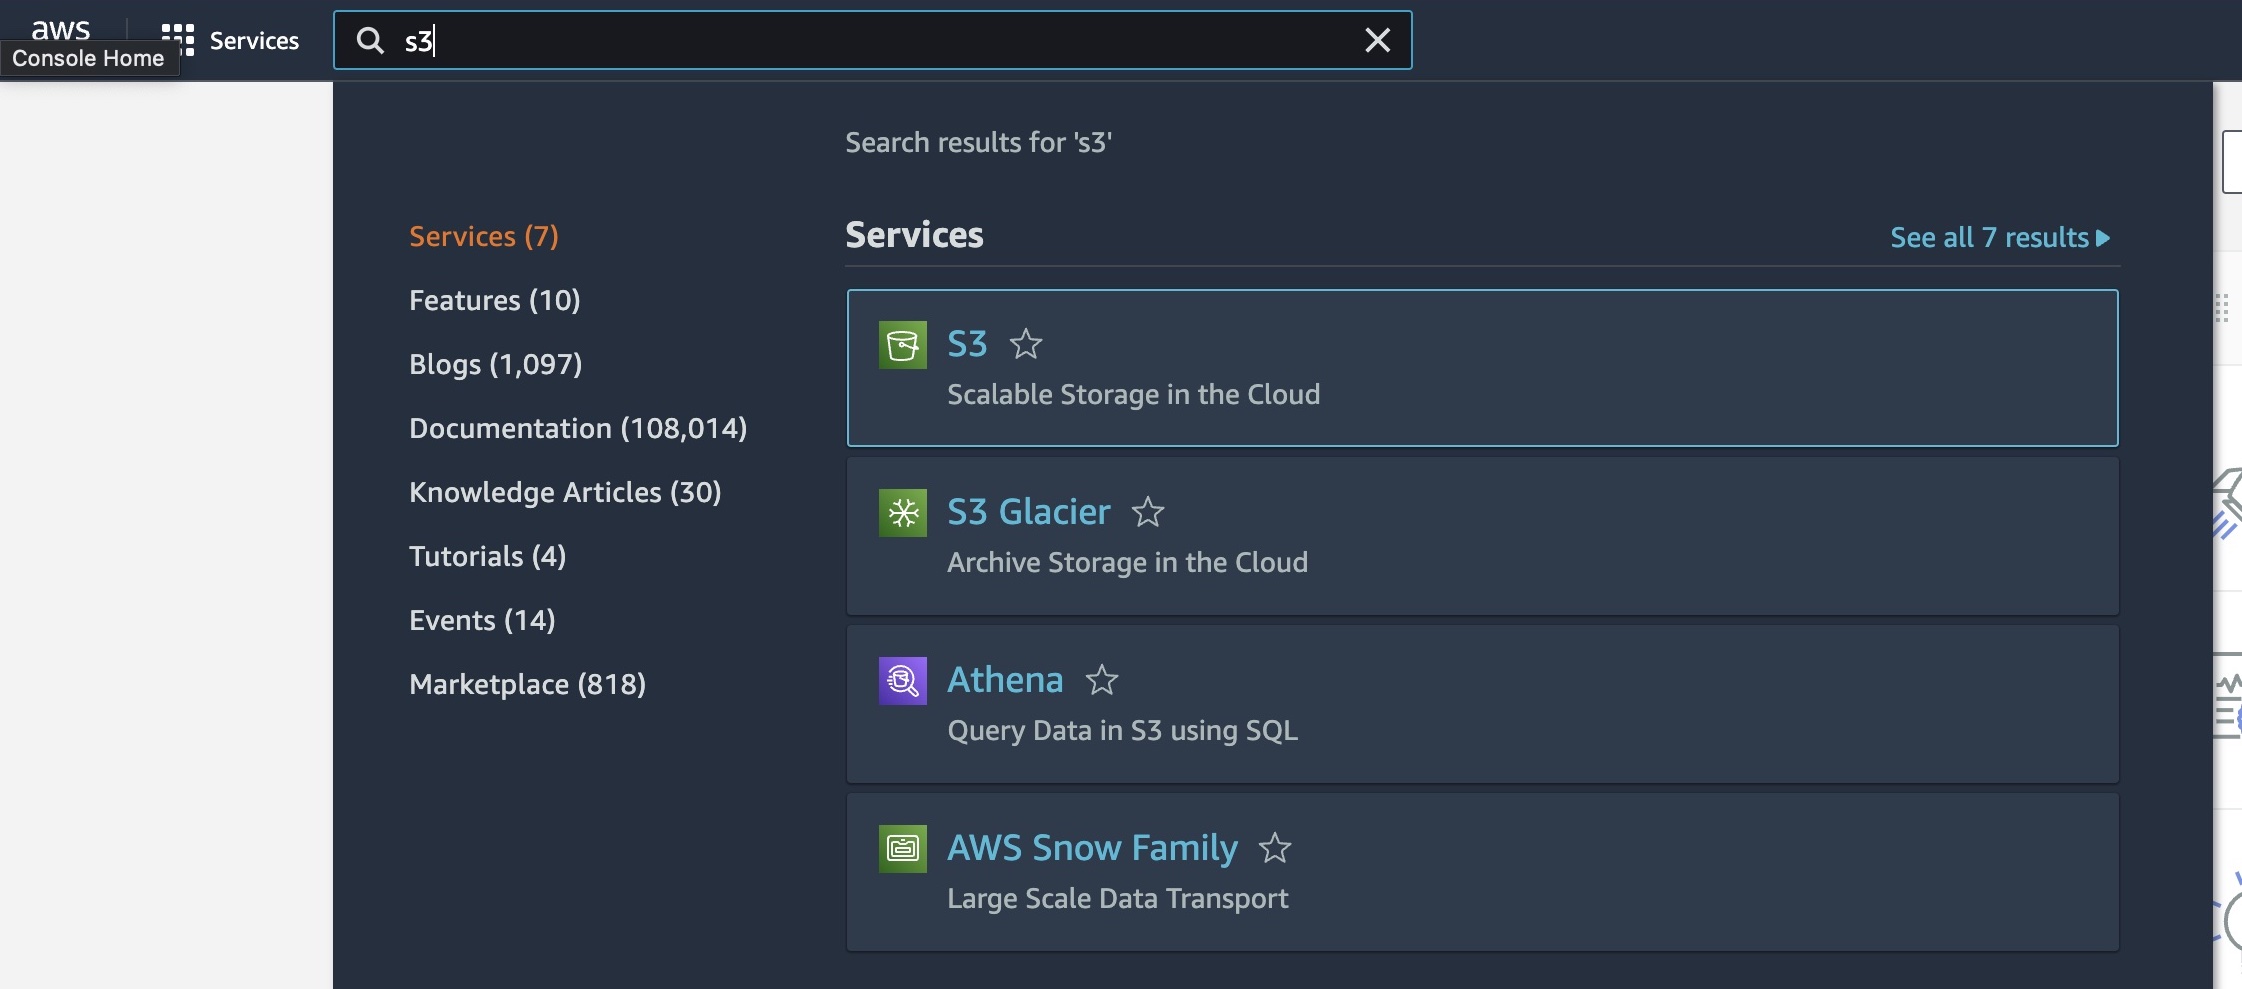 aws
Console Home
Services
s3
Search results for 's3'
Services (7)
Features (10)
Blogs (1,097)
Documentation (108,014)
Knowledge Articles (30)
Tutorials (4)
Events (14)
Marketplace (818)
Services
See all 7 results
S3
Scalable Storage in the Cloud
S3 Glacier
Archive Storage in the Cloud
Athena
Query Data in S3 using SQL
AWS Snow Family
Large Scale Data Transport